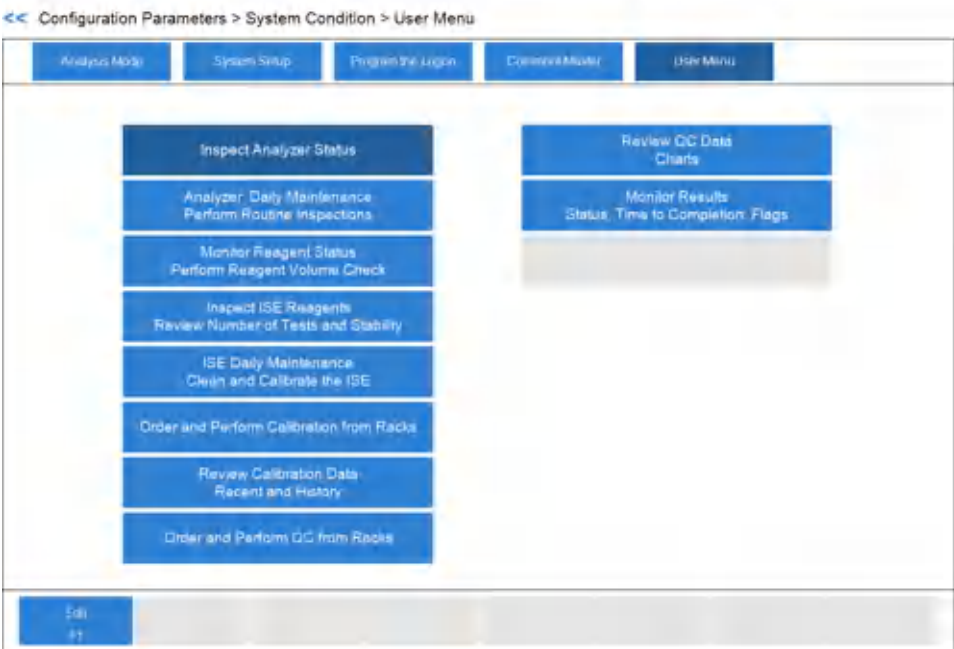 << Configuration Parameters > System Condition > User Menu
Analysis Mode
System Setup
Program the Logon
Comment Master
User Menu
Inspect Analyzer Status
Analyzer Daily Maintenance
Perform Routine Inspections
Monitor Reagent Status
Perform Reagent Volume Check
Inspect ISE Reagents
Review Number of Tests and Stability
ISE Daily Maintenance
Clean and Calibrate the ISE
Order and Perform Calibration from Racks
Review Calibration Data
Recent and History
Order and Perform QC from Racks
Review QC Data
Charts
Monitor Results
Status, Time to Completion, Flags
Edit
F1